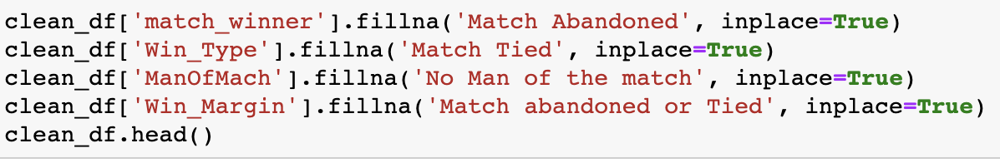 clean_df['match_winner'].fillna('Match Abandoned', inplace=True)
clean_df['Win_Type'].fillna('Match Tied', inplace=True)
clean_df['ManOfMach'].fillna('No Man of the match', inplace=True)
clean_df['Win_Margin'].fillna('Match abandoned or Tied', inplace=True)
clean_df.head()